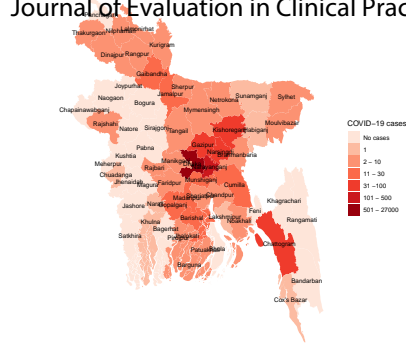 Journal of Evaluation in Clinical Prac
Thakurgaon Nilphamari Lalmonirhat
Kurigram
Dinajpur Rangpur
Gaibandha
Joypurhat Sherpur
Jamalpur
Naogaon Netrokona Sunamganj Sylhet
Bogura Mymensingh
Chapainawabganj
Rajshahi Sirajganj Tangail Kishoreganj Habiganj Moulvibazar
Natore
Gazipur
Pabna Narsingdi
Kushtia Manikganj Dhaka Brahmanbaria
Meherpur Rajbari Narayanganj
Chuadanga Munshiganj
Jhenaidah Magura Faridpur Cumilla
Madaripur Shariatpur Chandpur Khagrachari
Jashore Narail Gopalganj
Barishal Lakshmipur Feni
Khulna Noakhali Rangamati
Satkhira Bagerhat Jhalokati
Pirojpur Chattogram
Patuakhali Bhola
Barguna
Bandarban
Cox's Bazar
COVID−19 cases
No cases
1
2 − 10
11 − 30
31 −100
101 − 500
501 − 27000